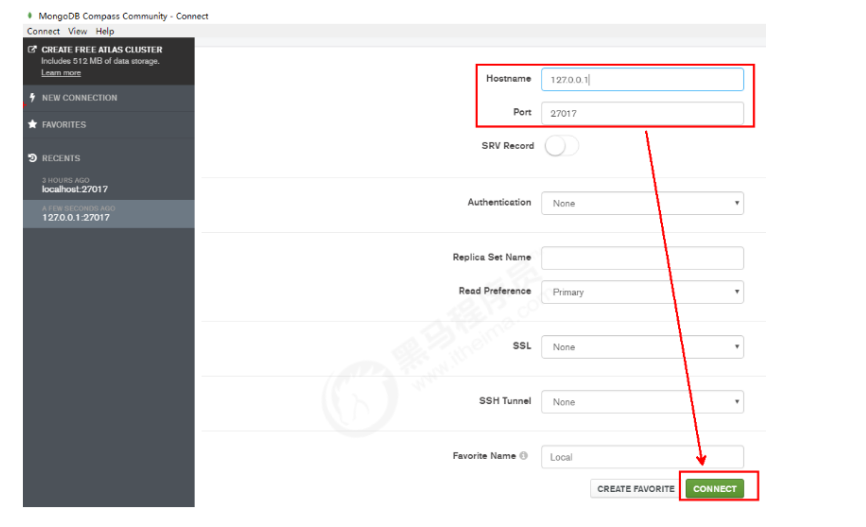 MongoDB Compass Community - Connect
Connect View Help
CREATE FREE ATLAS CLUSTER
Includes 512 MB of data storage.
Learn more
NEW CONNECTION
FAVORITES
RECENTS
3 HOURS AGO
localhost:27017
A FEW SECONDS AGO
127.0.0.1:27017
Hostname 127.0.0.1
Port 27017
SRV Record
Authentication None
Replica Set Name
Read Preference Primary
SSL None
SSH Tunnel None
Favorite Name Local
CREATE FAVORITE CONNECT
黑马程序员
www.itheima.com